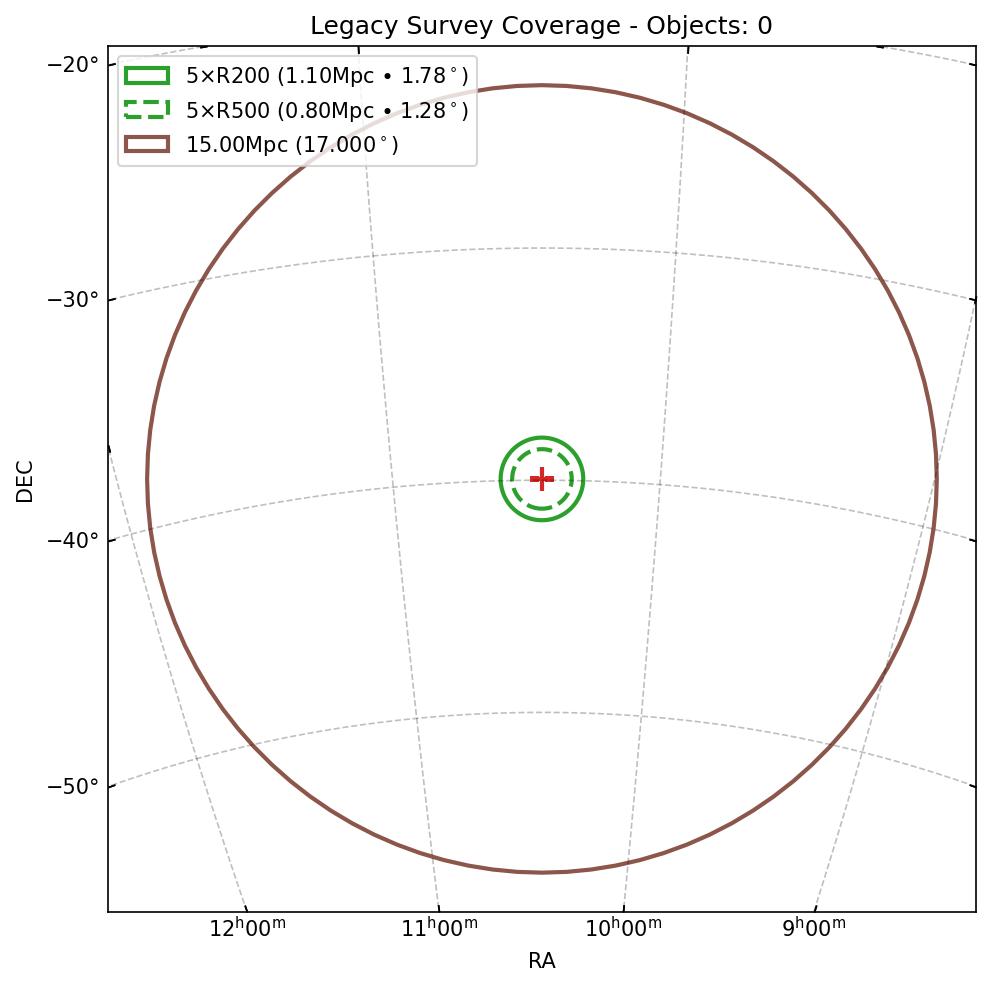 Legacy Survey Coverage - Objects: 0
5×R200 (1.10Mpc • 1.78°)
5×R500 (0.80Mpc • 1.28°)
15.00Mpc (17.000°)
−20°
−30°
−40°
−50°
DEC
12ʰ00ᵐ 11ʰ00ᵐ 10ʰ00ᵐ 9ʰ00ᵐ
RA